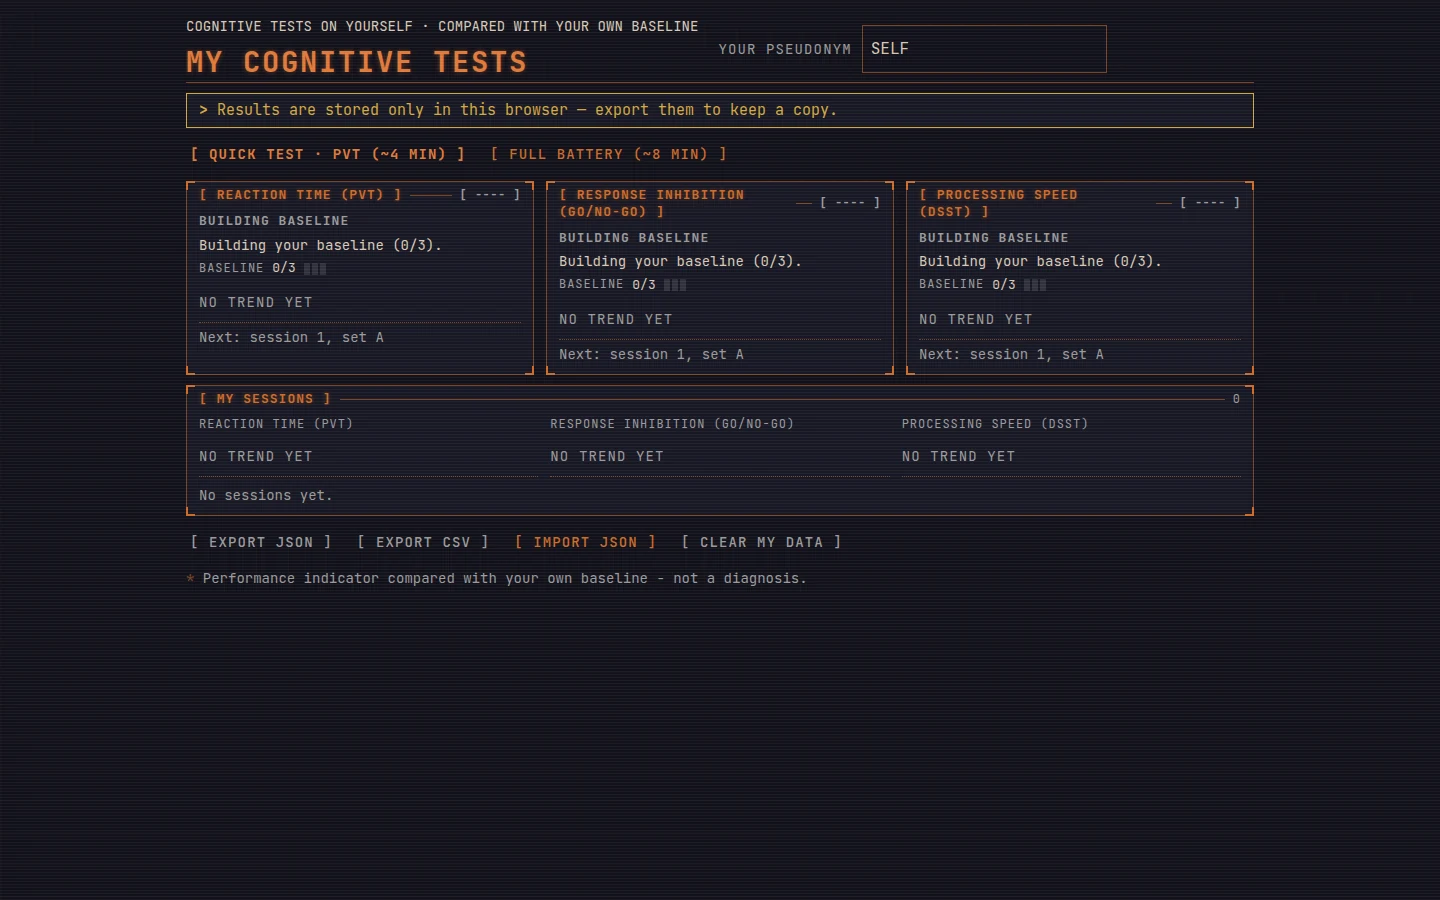 COGNITIVE TESTS ON YOURSELF · COMPARED WITH YOUR OWN BASELINE
MY COGNITIVE TESTS
YOUR PSEUDONYM SELF
> Results are stored only in this browser — export them to keep a copy.
[ QUICK TEST · PVT (~4 MIN) ] [ FULL BATTERY (~8 MIN) ]
[ REACTION TIME (PVT) ] [ ---- ]
BUILDING BASELINE
Building your baseline (0/3).
BASELINE 0/3
NO TREND YET
Next: session 1, set A
[ RESPONSE INHIBITION
(GO/NO-GO) ] [ ---- ]
BUILDING BASELINE
Building your baseline (0/3).
BASELINE 0/3
NO TREND YET
Next: session 1, set A
[ PROCESSING SPEED
(DSST) ] [ ---- ]
BUILDING BASELINE
Building your baseline (0/3).
BASELINE 0/3
NO TREND YET
Next: session 1, set A
[ MY SESSIONS ] 0
REACTION TIME (PVT) RESPONSE INHIBITION (GO/NO-GO) PROCESSING SPEED (DSST)
NO TREND YET NO TREND YET NO TREND YET
No sessions yet.
[ EXPORT JSON ] [ EXPORT CSV ] [ IMPORT JSON ] [ CLEAR MY DATA ]
* Performance indicator compared with your own baseline - not a diagnosis.